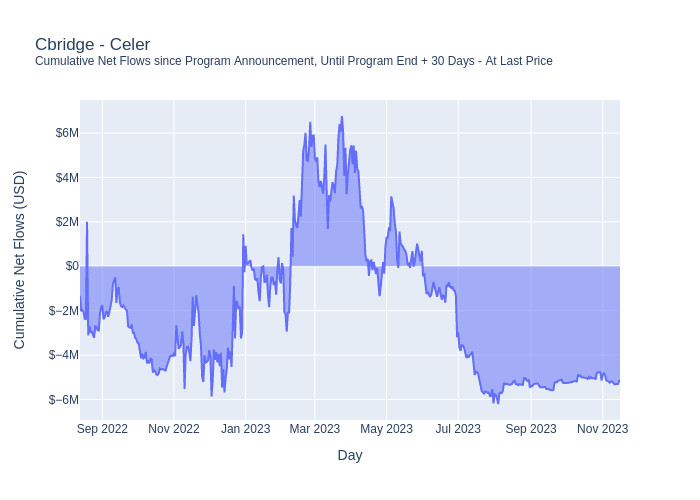 Cbridge - Celer
Cumulative Net Flows since Program Announcement, Until Program End + 30 Days - At Last Price
Cumulative Net Flows (USD)
$6M
$4M
$2M
$0
$−2M
$−4M
$−6M
Sep 2022 Nov 2022 Jan 2023 Mar 2023 May 2023 Jul 2023 Sep 2023 Nov 2023
Day